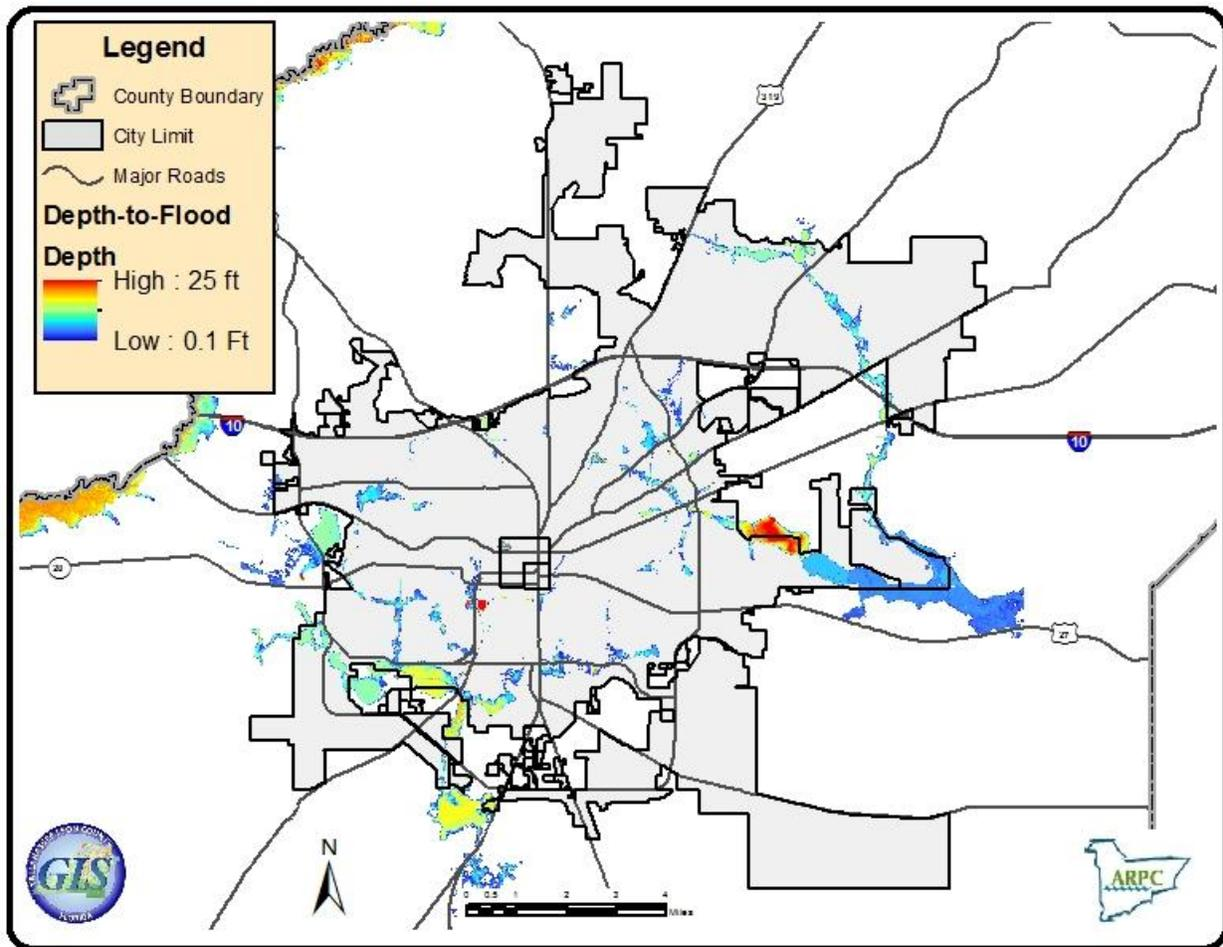 Legend
County Boundary
City Limit
Major Roads
Depth-to-Flood
Depth
High : 25 ft
Low : 0.1 Ft
319
10
10
20
27
GIS
FLORIDA
N
0 0.5 1 2 3 4
Miles
ARPC